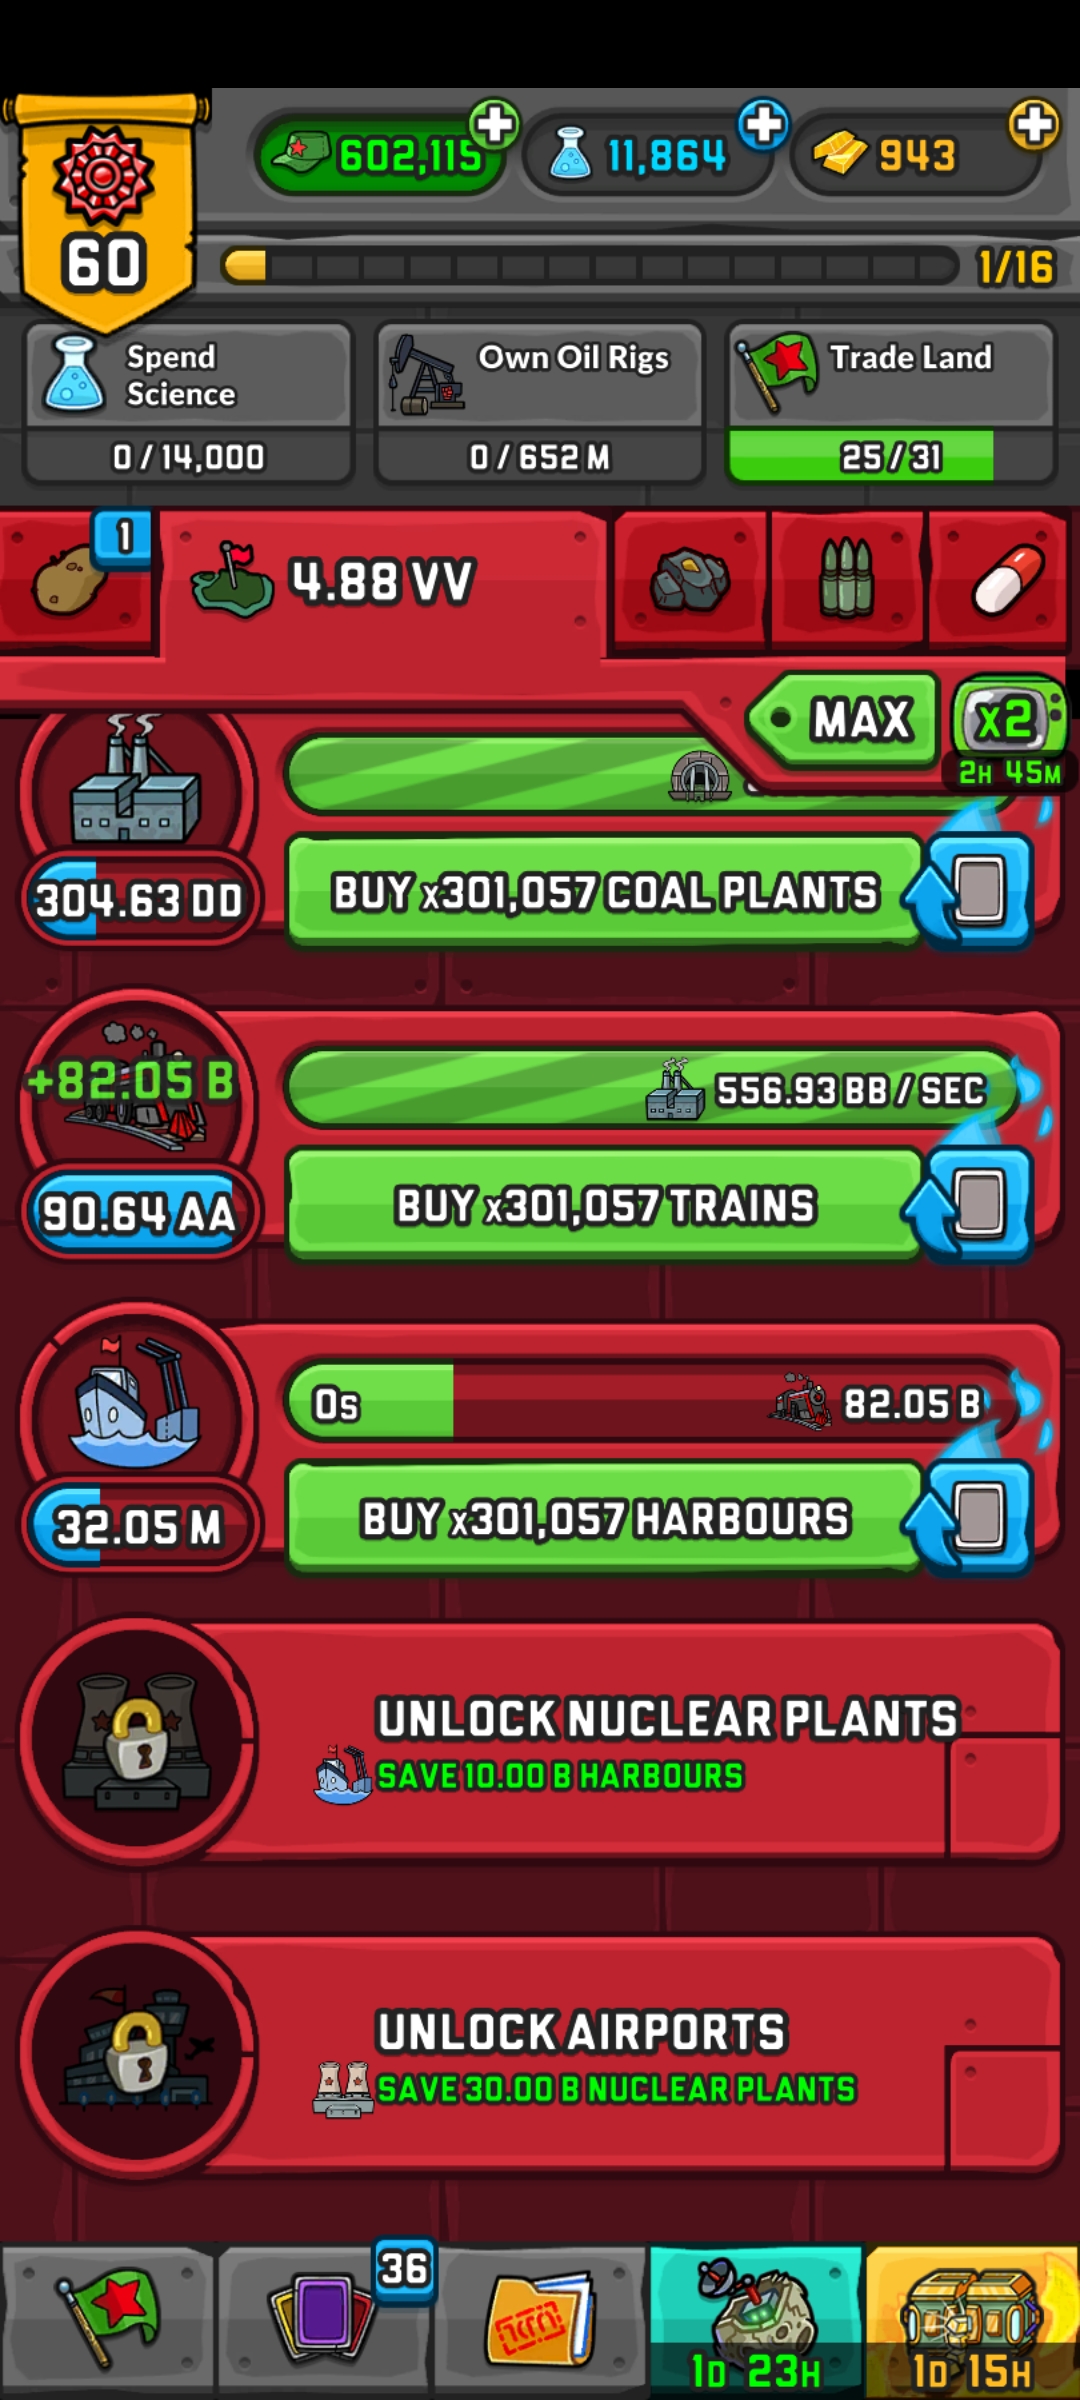 602,115
11,864
943
60
1/16
Spend
Science
0 / 14,000
Own Oil Rigs
0 / 652 M
Trade Land
25 / 31
1
4.88 VV
MAX
x2
2H 45M
304.63 DD
BUY x301,057 COAL PLANTS
+82.05 B
556.93 BB / SEC
90.64 AA
BUY x301,057 TRAINS
0s
82.05 B
32.05 M
BUY x301,057 HARBOURS
UNLOCK NUCLEAR PLANTS
SAVE 10.00 B HARBOURS
UNLOCK AIRPORTS
SAVE 30.00 B NUCLEAR PLANTS
36
1D 23H
1D 15H